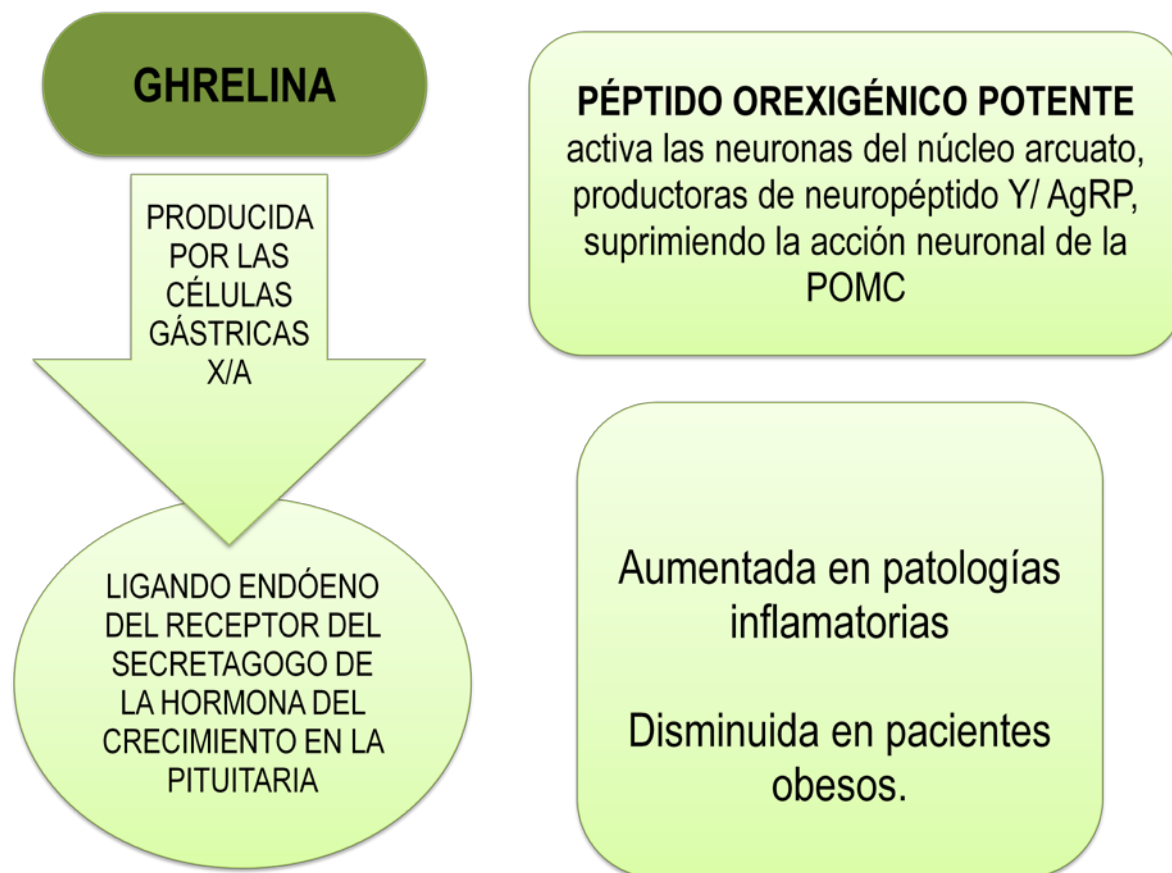 GHRELINA
PRODUCIDA
POR LAS
CÉLULAS
GÁSTRICAS
X/A
LIGANDO ENDÓENO
DEL RECEPTOR DEL
SECRETAGOGO DE
LA HORMONA DEL
CRECIMIENTO EN LA
PITUITARIA
PÉPTIDO OREXIGÉNICO POTENTE
activa las neuronas del núcleo arcuato,
productoras de neuropéptido Y/ AgRP,
suprimiendo la acción neuronal de la
POMC
Aumentada en patologías
inflamatorias
Disminuida en pacientes
obesos.